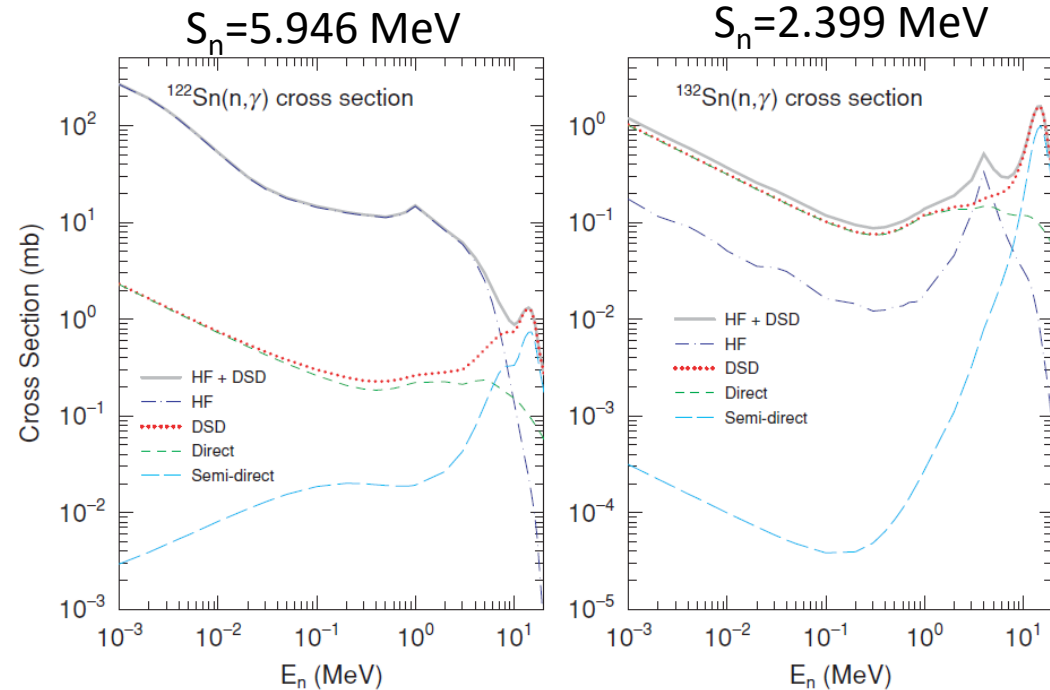 Sₙ=5.946 MeV
Sₙ=2.399 MeV
Cross Section (mb)
10²
10¹
10⁰
10⁻¹
10⁻²
10⁻³
¹²²Sn(n,γ) cross section
HF + DSD
HF
DSD
Direct
Semi-direct
10⁻³
10⁻²
10⁻¹
10⁰
10¹
Eₙ (MeV)
10⁰
10⁻¹
10⁻²
10⁻³
10⁻⁴
10⁻⁵
¹³²Sn(n,γ) cross section
HF + DSD
HF
DSD
Direct
Semi-direct
10⁻³
10⁻²
10⁻¹
10⁰
10¹
Eₙ (MeV)